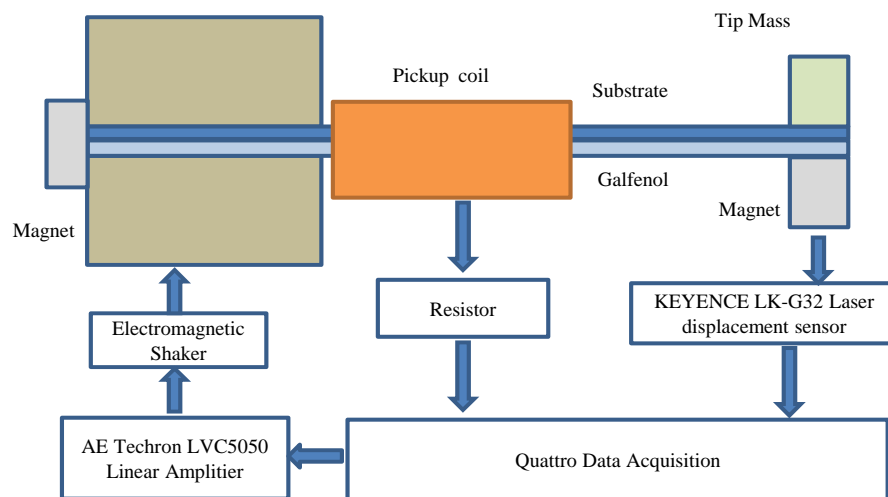 Tip Mass
Pickup coil
Substrate
Galfenol
Magnet
Magnet
Resistor
KEYENCE LK-G32 Laser
displacement sensor
Electromagnetic
Shaker
AE Techron LVC5050
Linear Amplitier
Quattro Data Acquisition